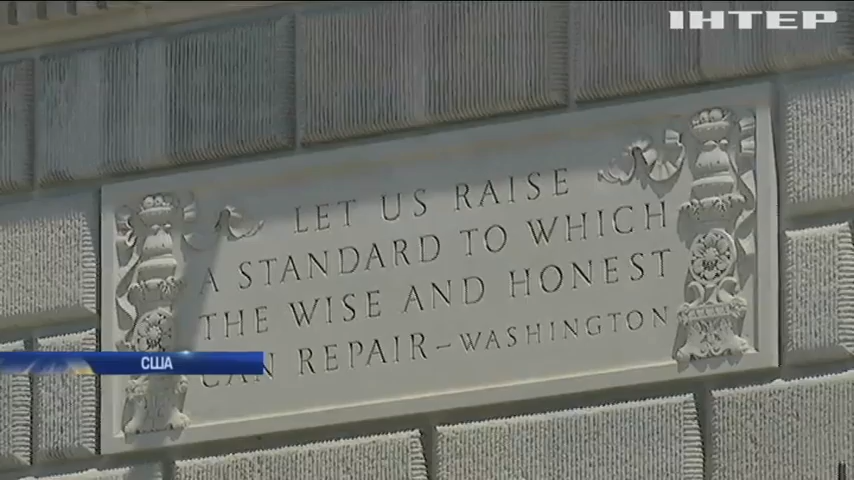 ІНТЕР
LET US RAISE
A STANDARD TO WHICH
THE WISE AND HONEST
CAN REPAIR – WASHINGTON
США